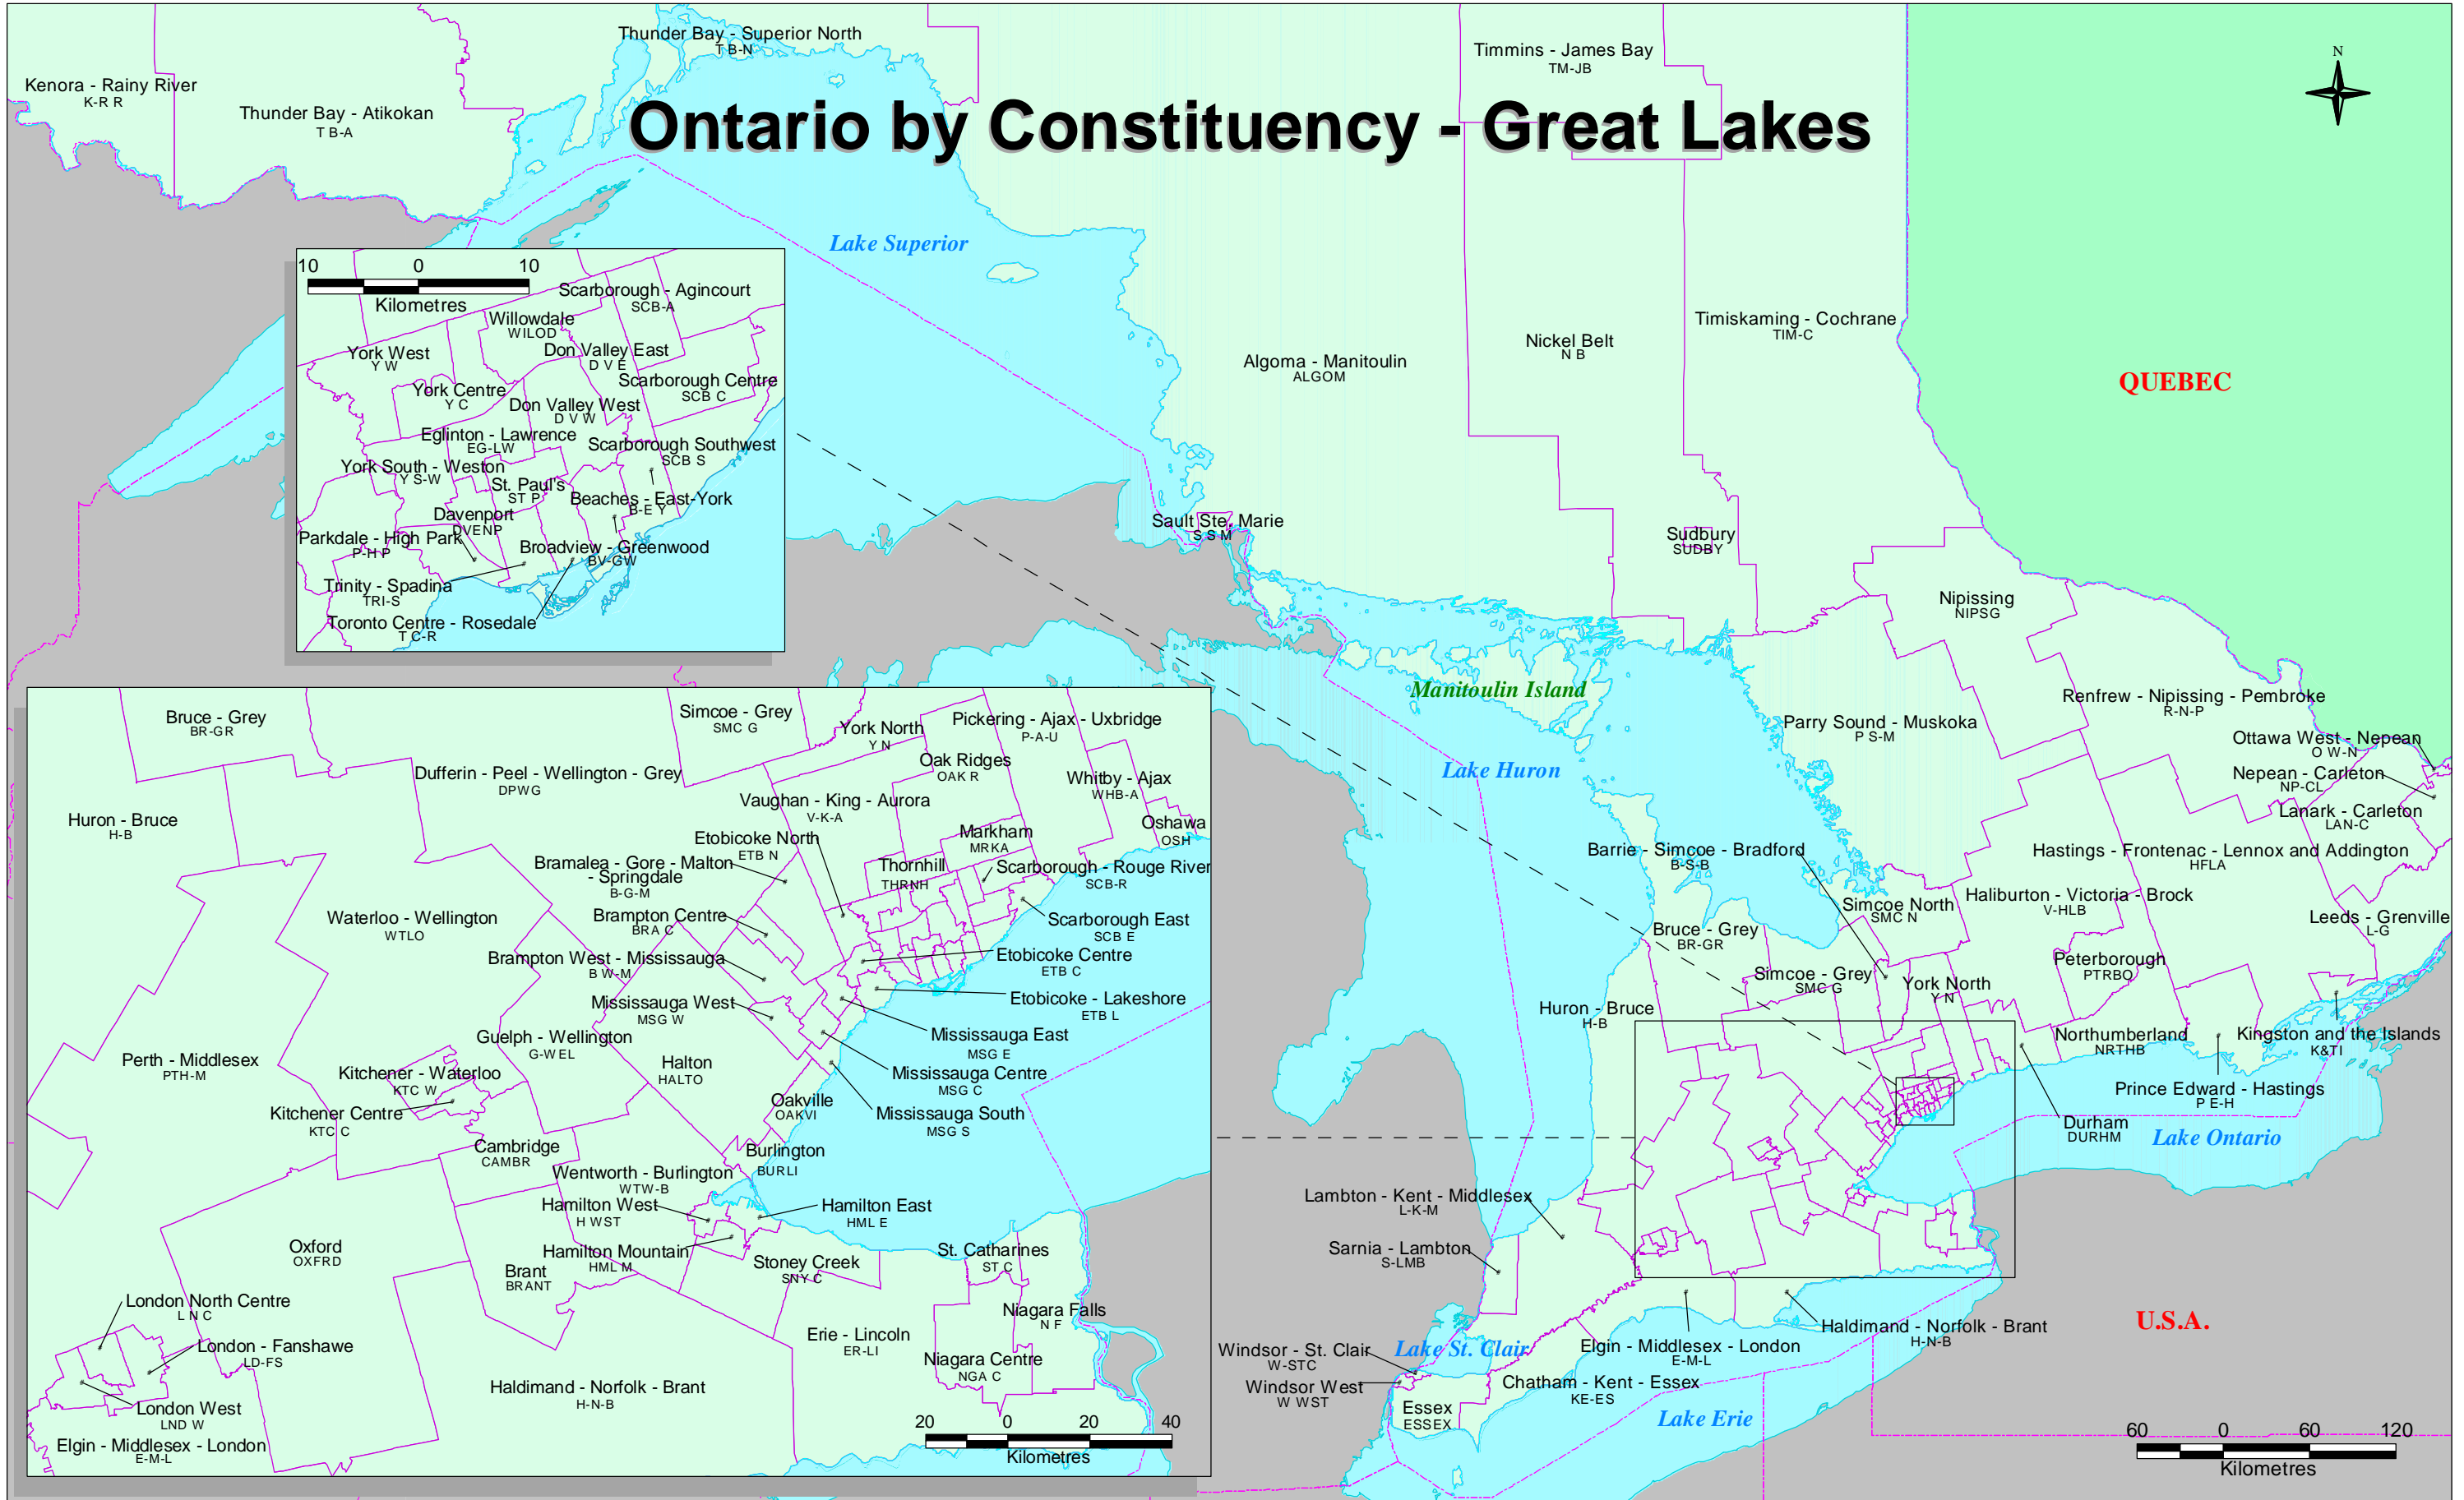 Ontario by Constituency - Great Lakes
N
Kenora - Rainy River
K-R R
Thunder Bay - Atikokan
T B-A
Thunder Bay - Superior North
T B-N
Timmins - James Bay
TM-JB
Lake Superior
Algoma - Manitoulin
ALGOM
Nickel Belt
N B
Timiskaming - Cochrane
TIM-C
QUEBEC
Sault Ste. Marie
S S M
Sudbury
SUDBY
Nipissing
NIPSG
Manitoulin Island
Renfrew - Nipissing - Pembroke
R-N-P
Parry Sound - Muskoka
P S-M
Ottawa West - Nepean
O W-N
Lake Huron
Nepean - Carleton
NP-CL
Lanark - Carleton
LAN-C
Barrie - Simcoe - Bradford
B-S-B
Hastings - Frontenac - Lennox and Addington
HFLA
Haliburton - Victoria - Brock
V-HLB
Simcoe North
SMC N
Leeds - Grenville
L-G
Bruce - Grey
BR-GR
Peterborough
PTRBO
Simcoe - Grey
SMC G
York North
Y N
Huron - Bruce
H-B
Northumberland
NRTHB
Kingston and the Islands
K&TI
Prince Edward - Hastings
P E-H
Durham
DURHM
Lake Ontario
Lambton - Kent - Middlesex
L-K-M
Sarnia - Lambton
S-LMB
U.S.A.
Haldimand - Norfolk - Brant
H-N-B
Elgin - Middlesex - London
E-M-L
Lake St. Clair
Windsor - St. Clair
W-STC
Windsor West
W WST
Chatham - Kent - Essex
KE-ES
Essex
ESSEX
Lake Erie
60 0 60 120
Kilometres
10 0 10
Kilometres
Scarborough - Agincourt
SCB-A
Willowdale
WILOD
York West
Y W
Don Valley East
D V E
Scarborough Centre
SCB C
York Centre
Y C
Don Valley West
D V W
Eglinton - Lawrence
EG-LW
Scarborough Southwest
SCB S
York South - Weston
Y S-W
St. Paul's
ST P
Beaches - East-York
B-E Y
Davenport
DVENP
Parkdale - High Park
P-H P
Broadview - Greenwood
BV-GW
Trinity - Spadina
TRI-S
Toronto Centre - Rosedale
T C-R
Bruce - Grey
BR-GR
Simcoe - Grey
SMC G
York North
Y N
Pickering - Ajax - Uxbridge
P-A-U
Dufferin - Peel - Wellington - Grey
DPWG
Oak Ridges
OAK R
Whitby - Ajax
WHB-A
Vaughan - King - Aurora
V-K-A
Huron - Bruce
H-B
Oshawa
OSH
Etobicoke North
ETB N
Markham
MRKA
Bramalea - Gore - Malton
- Springdale
B-G-M
Thornhill
THRNH
Scarborough - Rouge River
SCB-R
Waterloo - Wellington
WTLO
Brampton Centre
BRA C
Scarborough East
SCB E
Brampton West - Mississauga
B W-M
Etobicoke Centre
ETB C
Mississauga West
MSG W
Etobicoke - Lakeshore
ETB L
Guelph - Wellington
G-WEL
Mississauga East
MSG E
Perth - Middlesex
PTH-M
Halton
HALTO
Kitchener - Waterloo
KTC W
Mississauga Centre
MSG C
Kitchener Centre
KTC C
Oakville
OAKVI
Mississauga South
MSG S
Cambridge
CAMBR
Burlington
BURLI
Wentworth - Burlington
WTW-B
Hamilton West
H WST
Hamilton East
HML E
Oxford
OXFRD
Hamilton Mountain
HML M
Stoney Creek
SNY C
St. Catharines
ST C
Brant
BRANT
London North Centre
L N C
Niagara Falls
N F
London - Fanshawe
LD-FS
Erie - Lincoln
ER-LI
Niagara Centre
NGA C
Haldimand - Norfolk - Brant
H-N-B
London West
LND W
Elgin - Middlesex - London
E-M-L
20 0 20 40
Kilometres